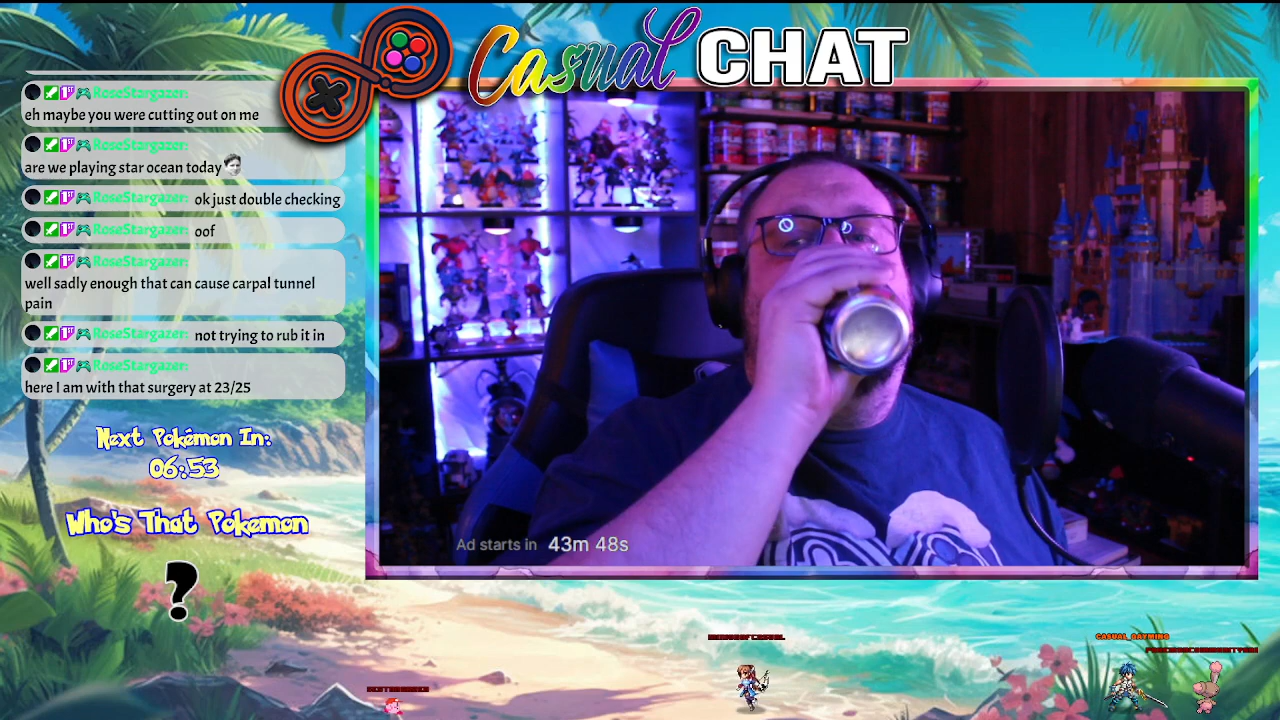 Casual CHAT
RoseStargazer:
eh maybe you were cutting out on me
RoseStargazer:
are we playing star ocean today
RoseStargazer: ok just double checking
RoseStargazer: oof
RoseStargazer:
well sadly enough that can cause carpal tunnel
pain
RoseStargazer: not trying to rub it in
RoseStargazer:
here I am with that surgery at 23/25
Next Pokémon In:
06:53
Who's That Pokemon
?
Ad starts in 43m 48s
CASUAL_GAYMING